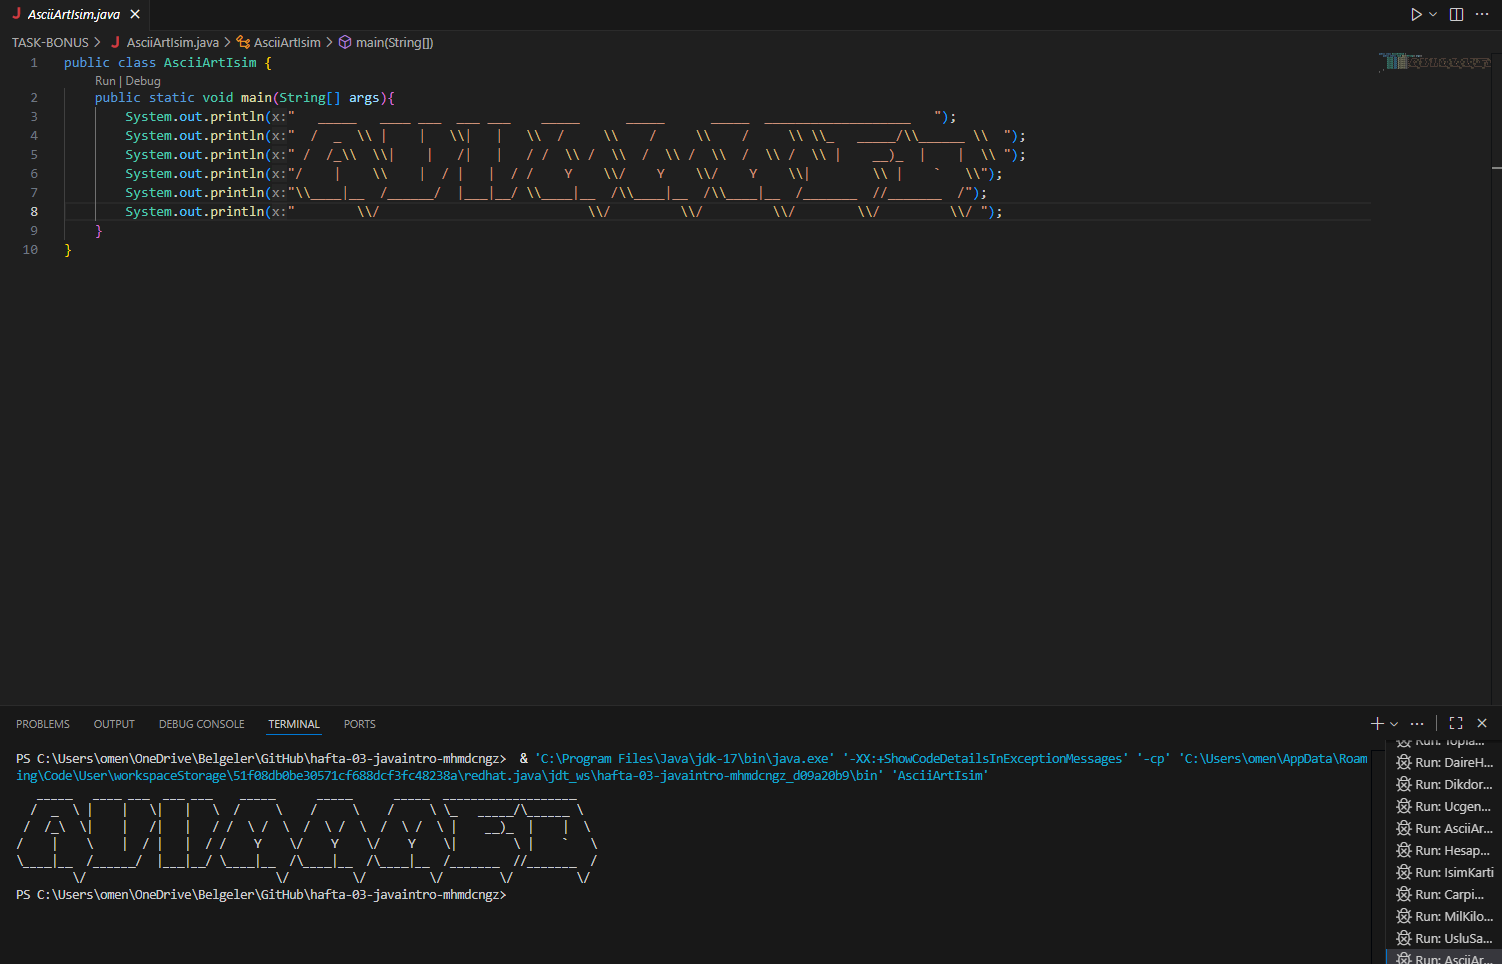 AsciiArtIsim.java
TASK-BONUS > AsciiArtIsim.java > AsciiArtIsim > main(String[])
1 public class AsciiArtIsim {
Run | Debug
2     public static void main(String[] args){
3         System.out.println(x:"   _____   ____ ___  ___ ___    _____      _____      _____  ___________________   ");
4         System.out.println(x:"  /  _  \\ |    |   \\|   |   \\  /     \\    /     \\    /     \\ \\_   _____/\\______ \\  ");
5         System.out.println(x:" /  /_\\  \\|    |   /|   |   / /  \\ /  \\  /  \\ /  \\  /  \\ /  \\ |    __)_  |    |  \\ ");
6         System.out.println(x:"/    |    \\    |  / |   |  / /    Y    \\/    Y    \\/    Y    \\|        \\ |    `   \\");
7         System.out.println(x:"\\____|__  /______/  |___|__/ \\____|__  /\\____|__  /\\____|__  /_______  //_______  /");
8         System.out.println(x:"        \\/                           \\/         \\/         \\/        \\/         \\/ ");
9     }
10 }
PROBLEMS OUTPUT DEBUG CONSOLE TERMINAL PORTS
PS C:\Users\omen\OneDrive\Belgeler\GitHub\hafta-03-javaintro-mhmdcngz>  & 'C:\Program Files\Java\jdk-17\bin\java.exe' '-XX:+ShowCodeDetailsInExceptionMessages' '-cp' 'C:\Users\omen\AppData\Roam
ing\Code\User\workspaceStorage\51f08db0be30571cf688dcf3fc48238a\redhat.java\jdt_ws\hafta-03-javaintro-mhmdcngz_d09a20b9\bin' 'AsciiArtIsim'
   _____   ____ ___  ___ ___    _____      _____      _____  ___________________
  /  _  \ |    |   \|   |   \  /     \    /     \    /     \ \_   _____/\______ \
 /  /_\  \|    |   /|   |   / /  \ /  \  /  \ /  \  /  \ /  \ |    __)_  |    |  \
/    |    \    |  / |   |  / /    Y    \/    Y    \/    Y    \|        \ |    `   \
\____|__  /______/  |___|__/ \____|__  /\____|__  /\____|__  /_______  //_______  /
        \/                           \/         \/         \/        \/         \/
PS C:\Users\omen\OneDrive\Belgeler\GitHub\hafta-03-javaintro-mhmdcngz>
Run: Topla...
Run: DaireH...
Run: Dikdor...
Run: Ucgen...
Run: AsciiAr...
Run: Hesap...
Run: IsimKarti
Run: Carpi...
Run: MilKilo...
Run: UsluSa...
Run: AsciiAr...